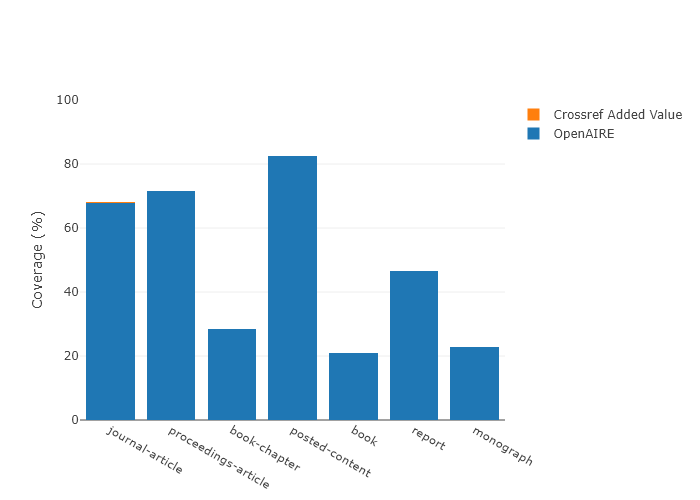 100
80
60
40
20
0
Coverage (%)
journal-article
proceedings-article
book-chapter
posted-content
book
report
monograph
Crossref Added Value
OpenAIRE